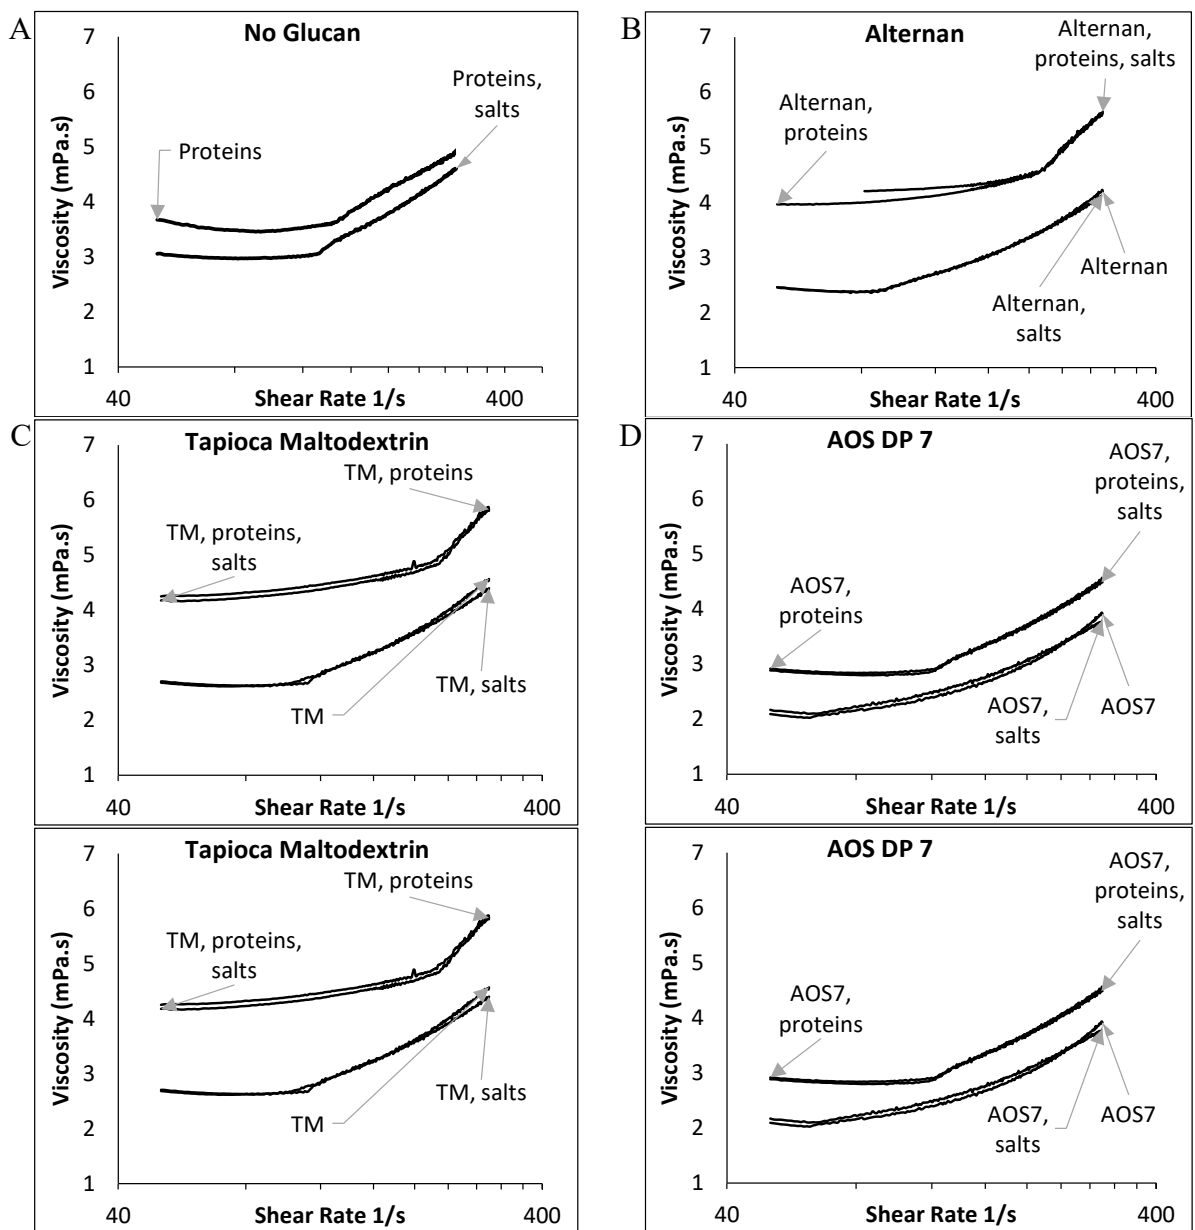 A
No Glucan
7
6
5
4
3
2
1
Viscosity (mPa.s)
Proteins
Proteins,
salts
40
Shear Rate 1/s
400
B
Alternan
7
6
5
4
3
2
1
Viscosity (mPa.s)
Alternan,
proteins
Alternan,
proteins, salts
Alternan
Alternan,
salts
40
Shear Rate 1/s
400
C
Tapioca Maltodextrin
7
6
5
4
3
2
1
Viscosity (mPa.s)
TM, proteins
TM, proteins,
salts
TM, salts
TM
40
Shear Rate 1/s
400
D
AOS DP 7
7
6
5
4
3
2
1
Viscosity (mPa.s)
AOS7,
proteins,
salts
AOS7,
proteins
AOS7,
salts
AOS7
40
Shear Rate 1/s
400
Tapioca Maltodextrin
7
6
5
4
3
2
1
Viscosity (mPa.s)
TM, proteins
TM, proteins,
salts
TM, salts
TM
40
Shear Rate 1/s
400
AOS DP 7
7
6
5
4
3
2
1
Viscosity (mPa.s)
AOS7,
proteins,
salts
AOS7,
proteins
AOS7,
salts
AOS7
40
Shear Rate 1/s
400